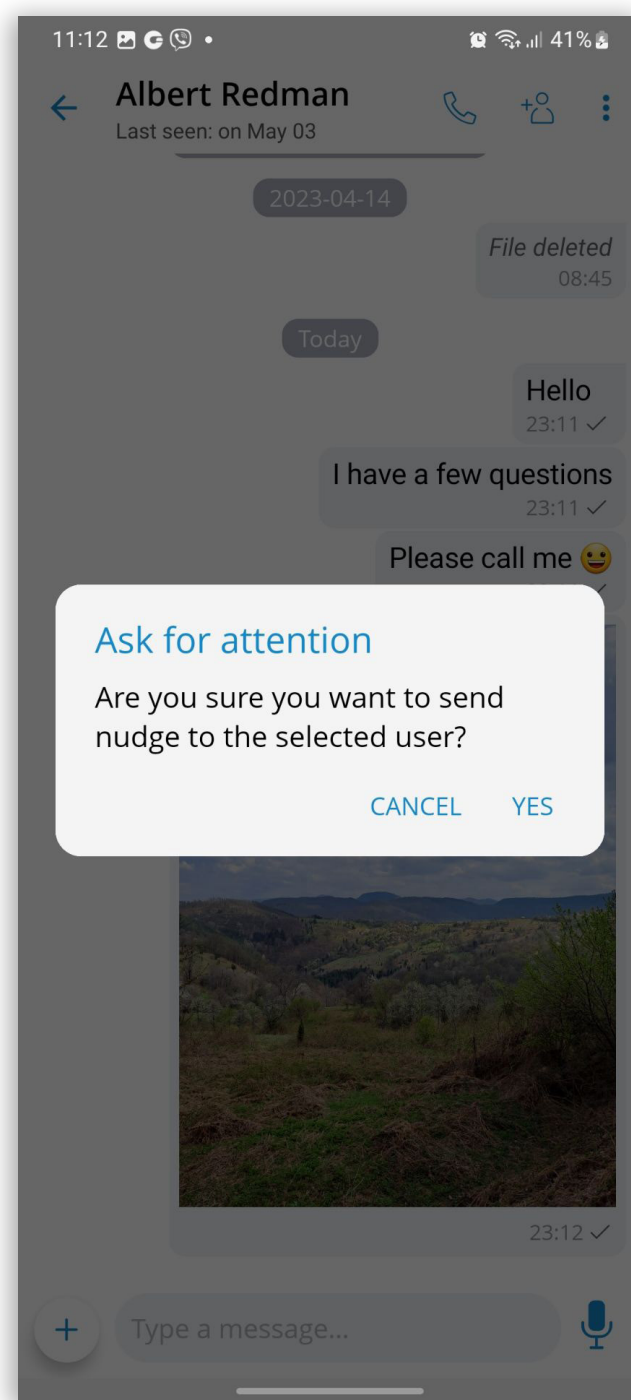 11:12
41%
Albert Redman
Last seen: on May 03
2023-04-14
File deleted
08:45
Today
Hello
23:11
I have a few questions
23:11
Please call me 😀
Ask for attention
Are you sure you want to send
nudge to the selected user?
CANCEL YES
23:12
Type a message...